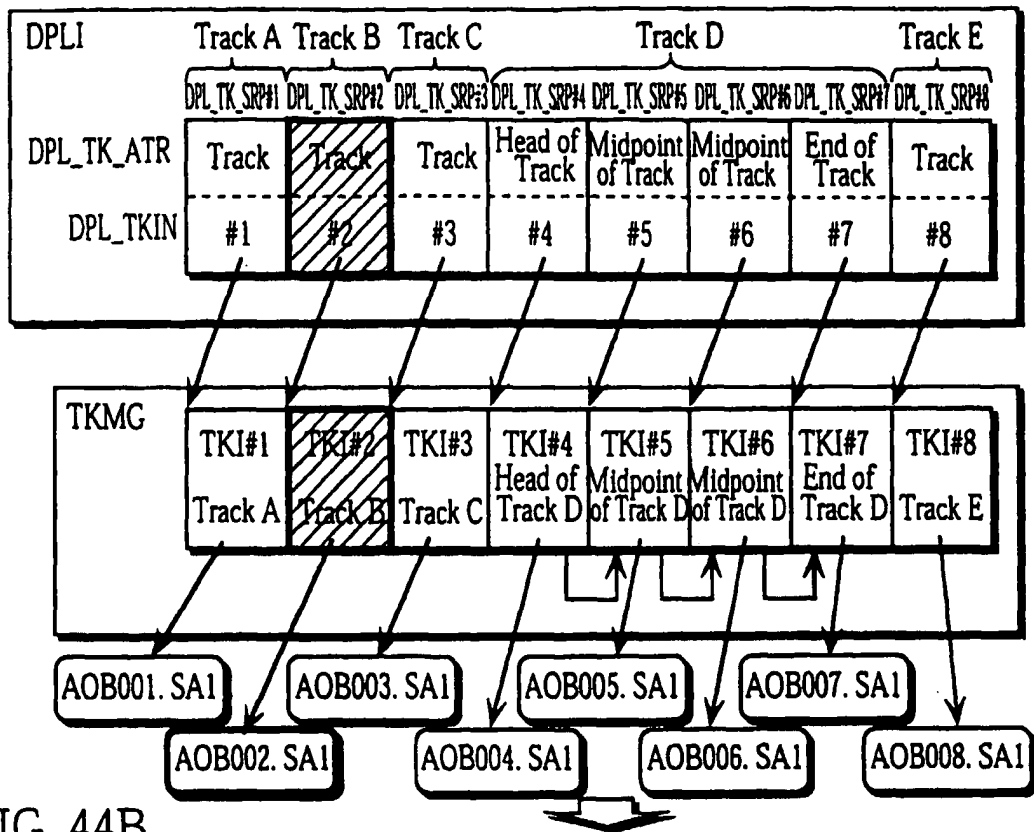 DPLI Track A Track B Track C Track D Track E
DPL_TK_SRP#1 DPL_TK_SRP#2 DPL_TK_SRP#3 DPL_TK_SRP#4 DPL_TK_SRP#5 DPL_TK_SRP#6 DPL_TK_SRP#7 DPL_TK_SRP#8
DPL_TK_ATR Track Track Track Head of Track Midpoint of Track Midpoint of Track End of Track Track
DPL_TKIN #1 #2 #3 #4 #5 #6 #7 #8
TKMG TKI#1 TKI#2 TKI#3 TKI#4 TKI#5 TKI#6 TKI#7 TKI#8
Track A Track B Track C Head of Track D Midpoint of Track D Midpoint of Track D End of Track D Track E
AOB001. SA1 AOB003. SA1 AOB005. SA1 AOB007. SA1
AOB002. SA1 AOB004. SA1 AOB006. SA1 AOB008. SA1
FIG. 44B